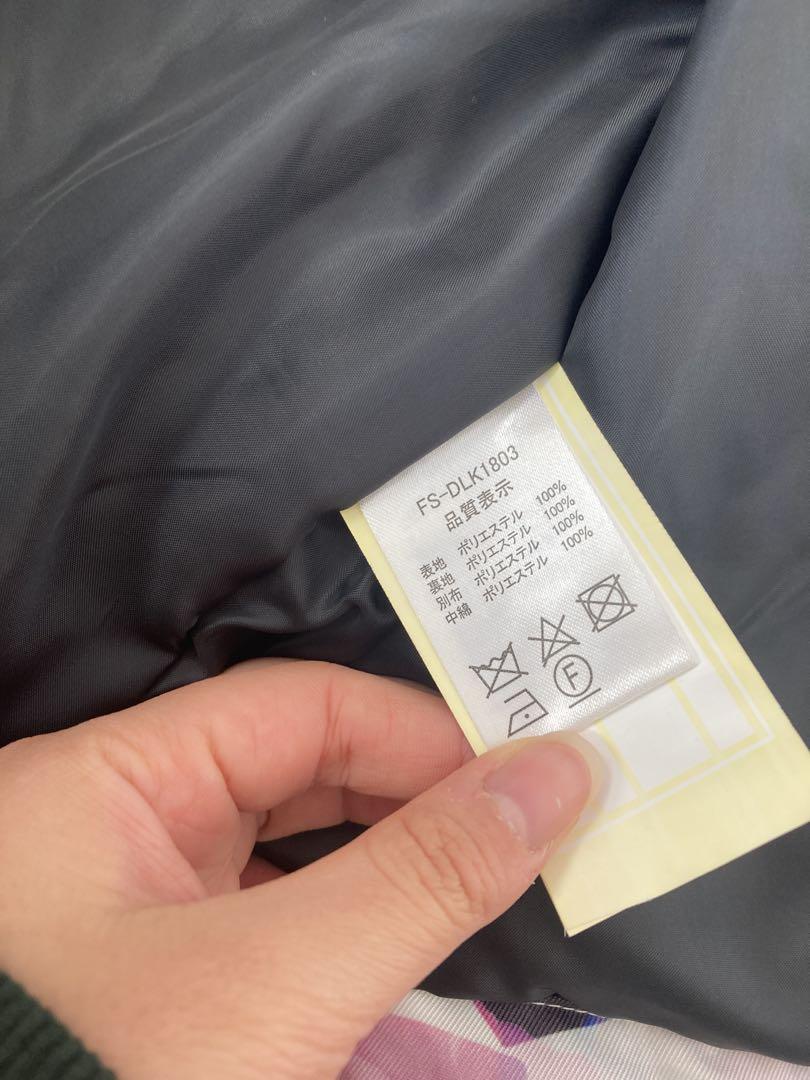 FS-DLK1803
品質表示
表地 ポリエステル 100%
裏地 ポリエステル 100%
別布 ポリエステル 100%
中綿 ポリエステル 100%
F